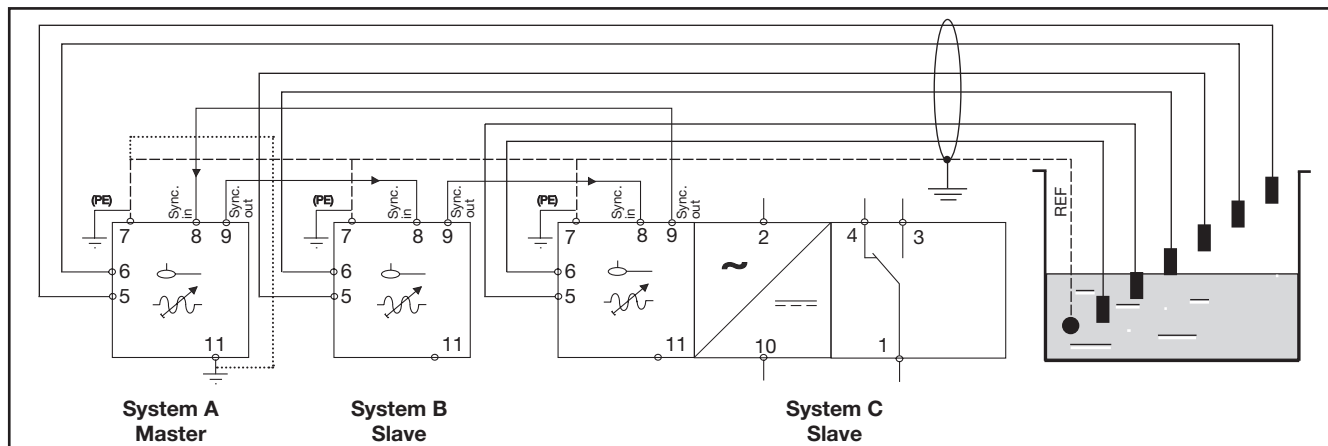 REF
(PE)
Sync.
in
Sync.
out
(PE)
Sync.
in
Sync.
out
(PE)
Sync.
in
Sync.
out
7 8 9
7 8 9
7 8 9 2 4 3
6
5
6
5
6
5
~
11
11
11 10 1
System A
Master
System B
Slave
System C
Slave